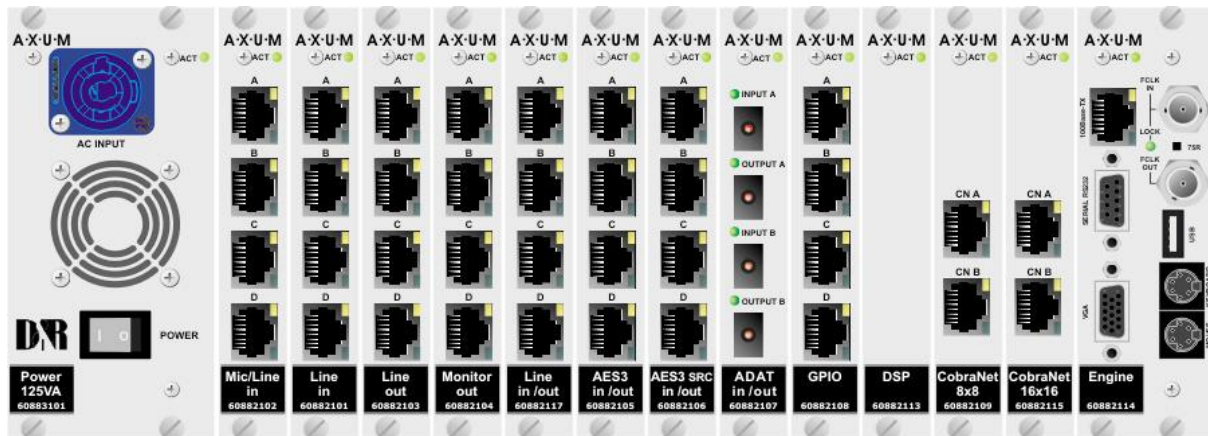 A·X·U·M
ACT
AC INPUT
D&R
I O
POWER
Power
125VA
60883101
A·X·U·M
ACT
A
B
C
D
Mic/Line
in
60882102
A·X·U·M
ACT
A
B
C
D
Line
in
60882101
A·X·U·M
ACT
A
B
C
D
Line
out
60882103
A·X·U·M
ACT
A
B
C
D
Monitor
out
60882104
A·X·U·M
ACT
A
B
C
D
Line
in /out
60882117
A·X·U·M
ACT
A
B
C
D
AES3
in /out
60882105
A·X·U·M
ACT
A
B
C
D
AES3 SRC
in /out
60882106
A·X·U·M
ACT
INPUT A
OUTPUT A
INPUT B
OUTPUT B
ADAT
in /out
60882107
A·X·U·M
ACT
A
B
C
D
GPIO
60882108
A·X·U·M
ACT
DSP
60882113
A·X·U·M
ACT
CN A
CN B
CobraNet
8x8
60882109
A·X·U·M
ACT
CN A
CN B
CobraNet
16x16
60882115
A·X·U·M
ACT
100Base-TX
SERIAL RS232
VGA
FCLK
IN
LOCK
75R
FCLK
OUT
USB
Engine
60882114